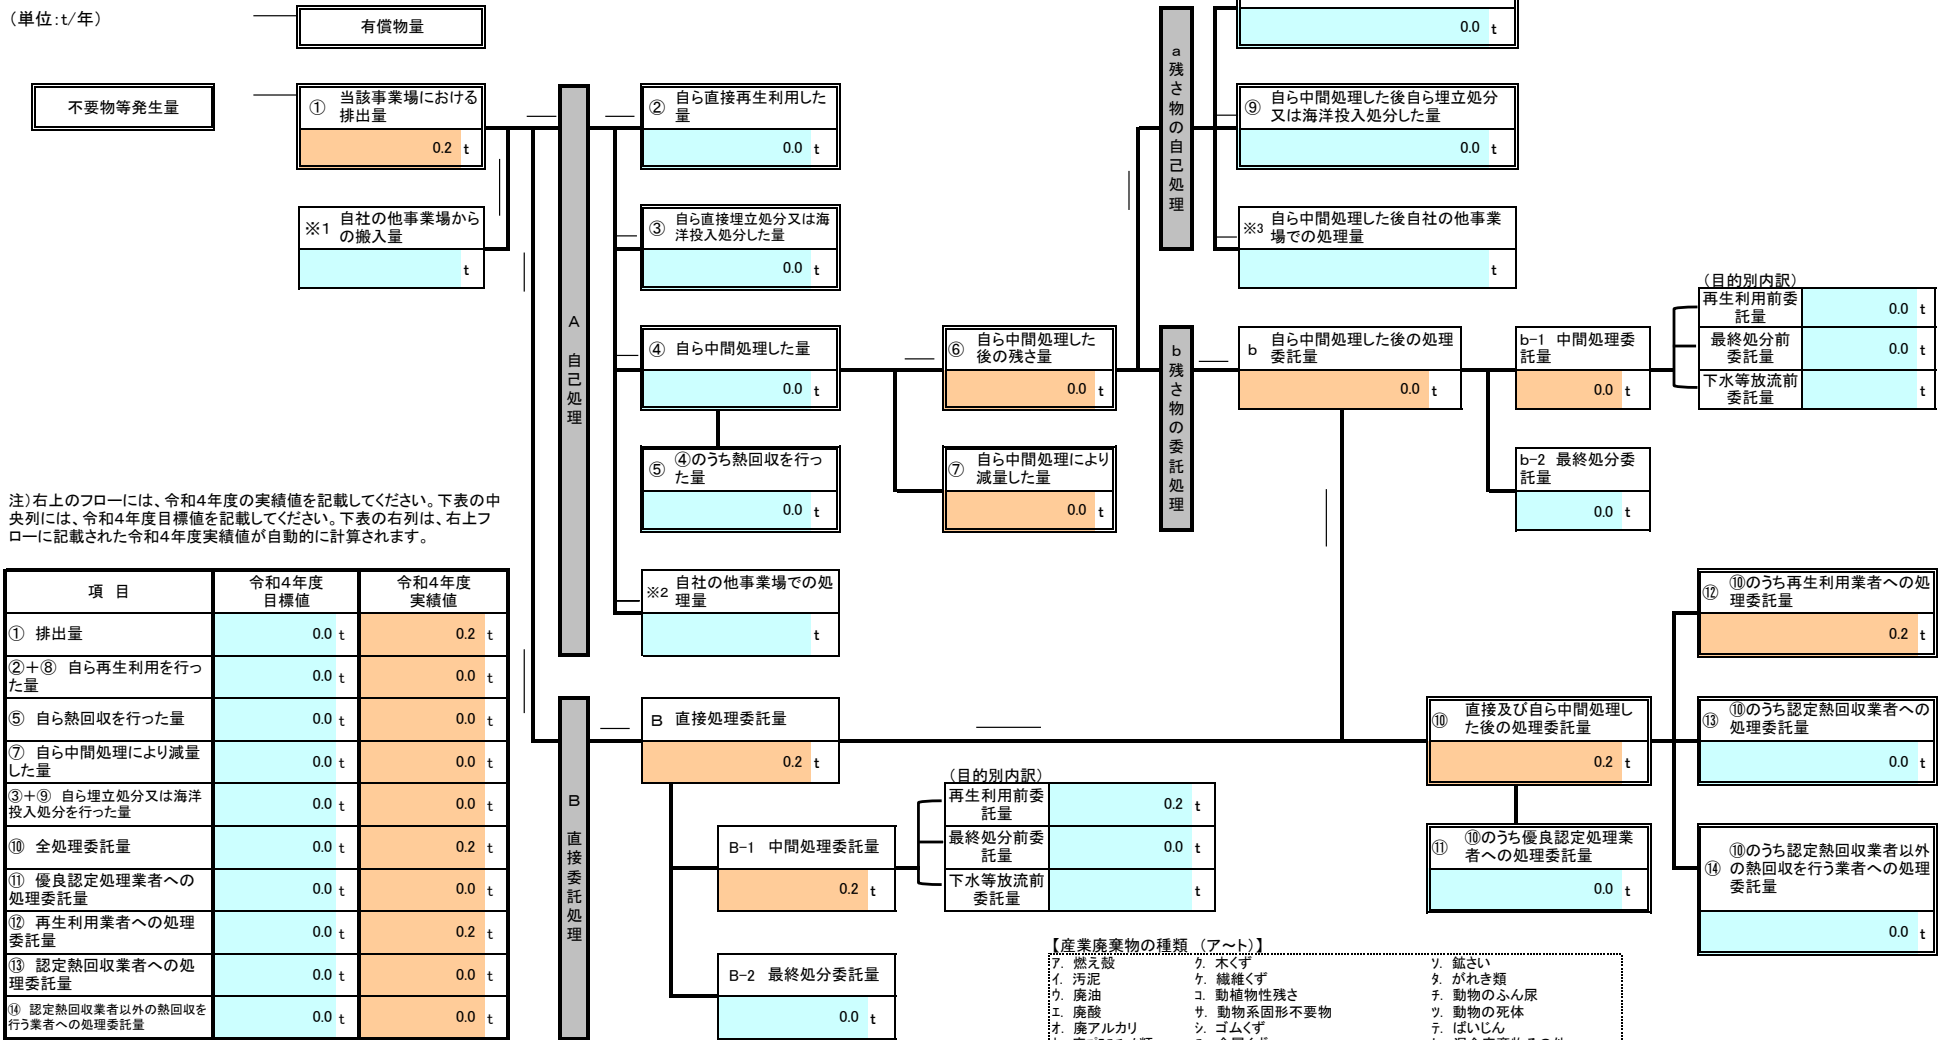 (単位:t/年)
有償物量
不要物等発生量
① 当該事業場における
排出量
0.2 t
※1 自社の他事業場から
の搬入量
t
A 自己処理
② 自ら直接再生利用した
量
0.0 t
③ 自ら直接埋立処分又は海
洋投入処分した量
0.0 t
④ 自ら中間処理した量
0.0 t
⑤ ④のうち熱回収を行っ
た量
0.0 t
※2 自社の他事業場での処
理量
t
⑥ 自ら中間処理した
後の残さ量
0.0 t
⑦ 自ら中間処理により
減量した量
0.0 t
a 残さ物の自己処理
0.0 t
⑨ 自ら中間処理した後自ら埋立処分
又は海洋投入処分した量
0.0 t
※3 自ら中間処理した後自社の他事業
場での処理量
t
b 残さ物の委託処理
b 自ら中間処理した後の処理
委託量
0.0 t
b-1 中間処理委
託量
0.0 t
b-2 最終処分委
託量
0.0 t
(目的別内訳)
再生利用前委
託量
0.0 t
最終処分前
委託量
0.0 t
下水等放流前
委託量
t
注)右上のフローには、令和4年度の実績値を記載してください。下表の中
央列には、令和4年度目標値を記載してください。下表の右列は、右上フ
ローに記載された令和4年度実績値が自動的に計算されます。
項 目 令和4年度
目標値 令和4年度
実績値
① 排出量 0.0 t 0.2 t
②+⑧ 自ら再生利用を行っ
た量 0.0 t 0.0 t
⑤ 自ら熱回収を行った量 0.0 t 0.0 t
⑦ 自ら中間処理により減量
した量 0.0 t 0.0 t
③+⑨ 自ら埋立処分又は海洋
投入処分を行った量 0.0 t 0.0 t
⑩ 全処理委託量 0.0 t 0.2 t
⑪ 優良認定処理業者への
処理委託量 0.0 t 0.0 t
⑫ 再生利用業者への処理
委託量 0.0 t 0.2 t
⑬ 認定熱回収業者への処
理委託量 0.0 t 0.0 t
⑭ 認定熱回収業者以外の熱回収を
行う業者への処理委託量 0.0 t 0.0 t
B 直接委託処理
B 直接処理委託量
0.2 t
B-1 中間処理委託量
0.2 t
B-2 最終処分委託量
0.0 t
(目的別内訳)
再生利用前委
託量
0.2 t
最終処分前委
託量
0.0 t
下水等放流前
委託量
t
⑩ 直接及び自ら中間処理し
た後の処理委託量
0.2 t
⑪ ⑩のうち優良認定処理業
者への処理委託量
0.0 t
⑫ ⑩のうち再生利用業者への処
理委託量
0.2 t
⑬ ⑩のうち認定熱回収業者への
処理委託量
0.0 t
⑭ ⑩のうち認定熱回収業者以外
の熱回収を行う業者への処理
委託量
0.0 t
【産業廃棄物の種類 (ア~ト)】
ア. 燃え殻 ク. 木くず ソ. 鉱さい
イ. 汚泥 ケ. 繊維くず タ. がれき類
ウ. 廃油 コ. 動植物性残さ チ. 動物のふん尿
エ. 廃酸 サ. 動物系固形不要物 ツ. 動物の死体
オ. 廃アルカリ シ. ゴムくず テ. ばいじん